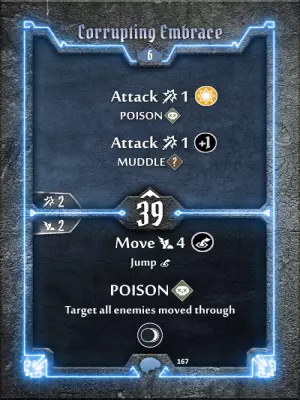 Corrupting Embrace
6
Attack 1
POISON
Attack 1 +1
MUDDLE ?
2
39
2
Move 4
Jump
POISON
Target all enemies moved through
167